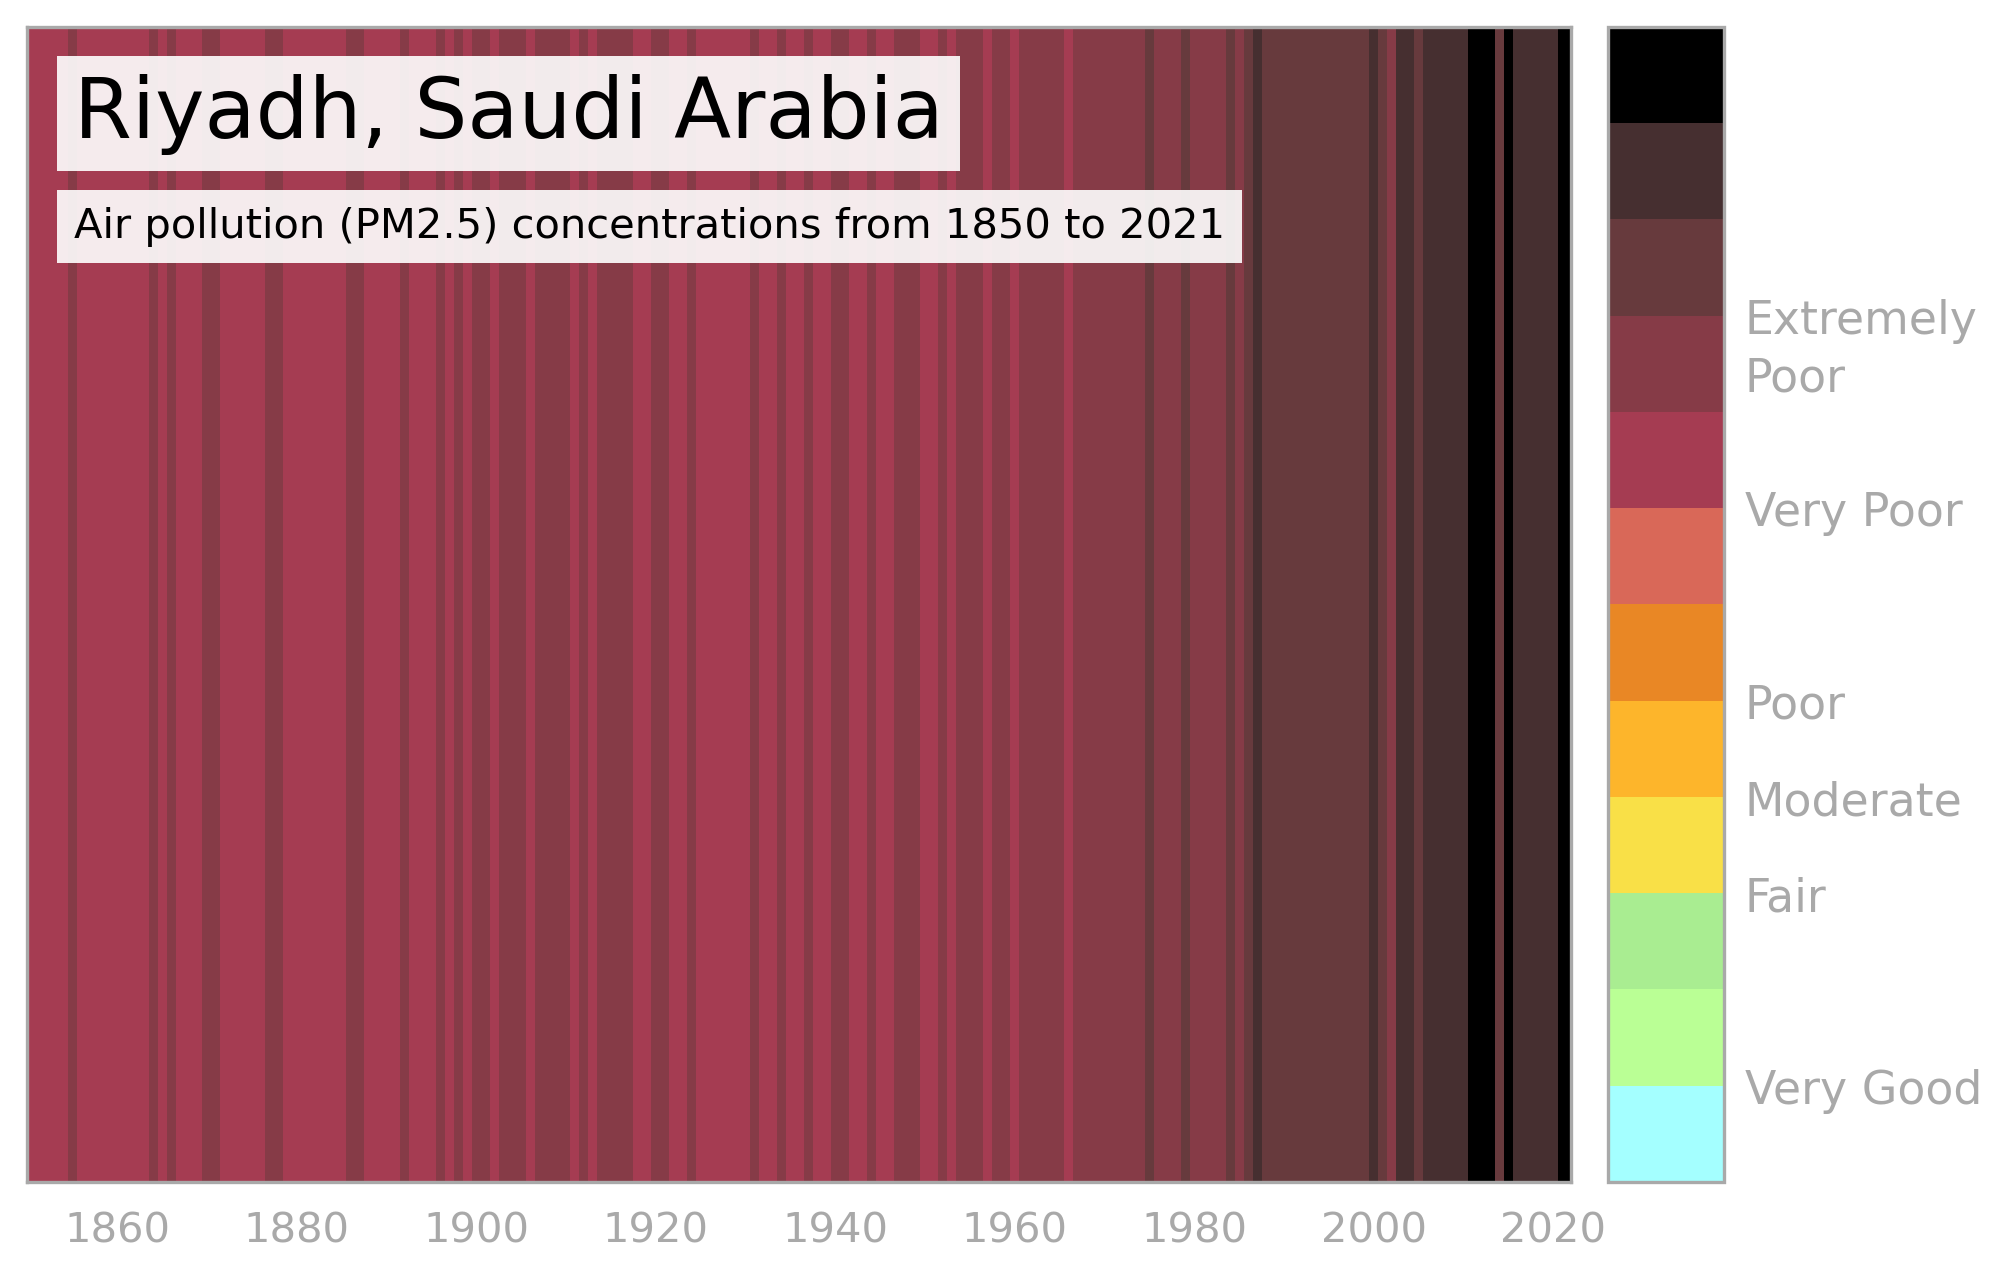 Riyadh, Saudi Arabia
Air pollution (PM2.5) concentrations from 1850 to 2021
Extremely
Poor
Very Poor
Poor
Moderate
Fair
Very Good
1860 1880 1900 1920 1940 1960 1980 2000 2020